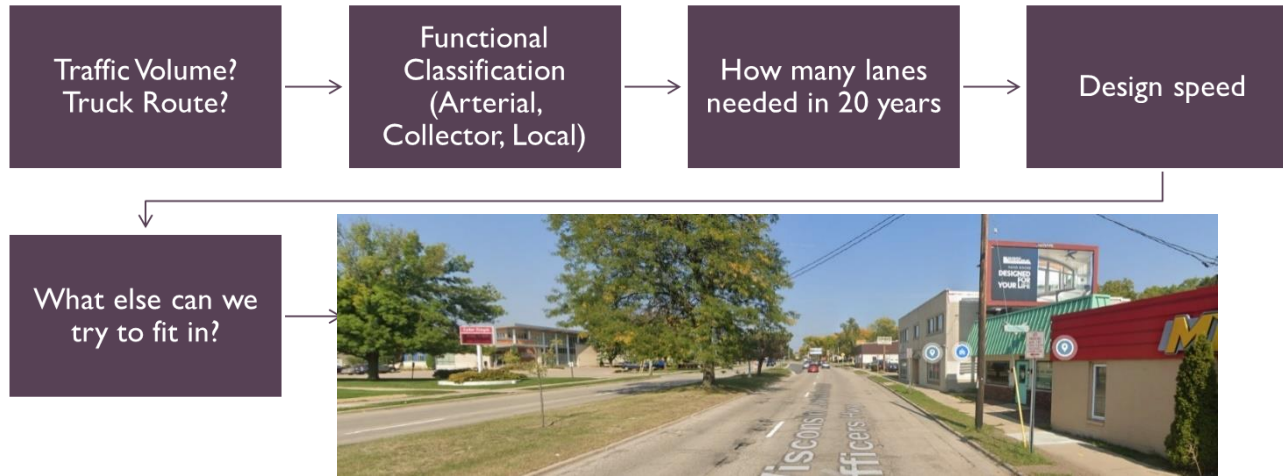 Traffic Volume?
Truck Route?
Functional
Classification
(Arterial,
Collector, Local)
How many lanes
needed in 20 years
Design speed
What else can we
try to fit in?
DESIGNED
FOR
YOUR LIFE